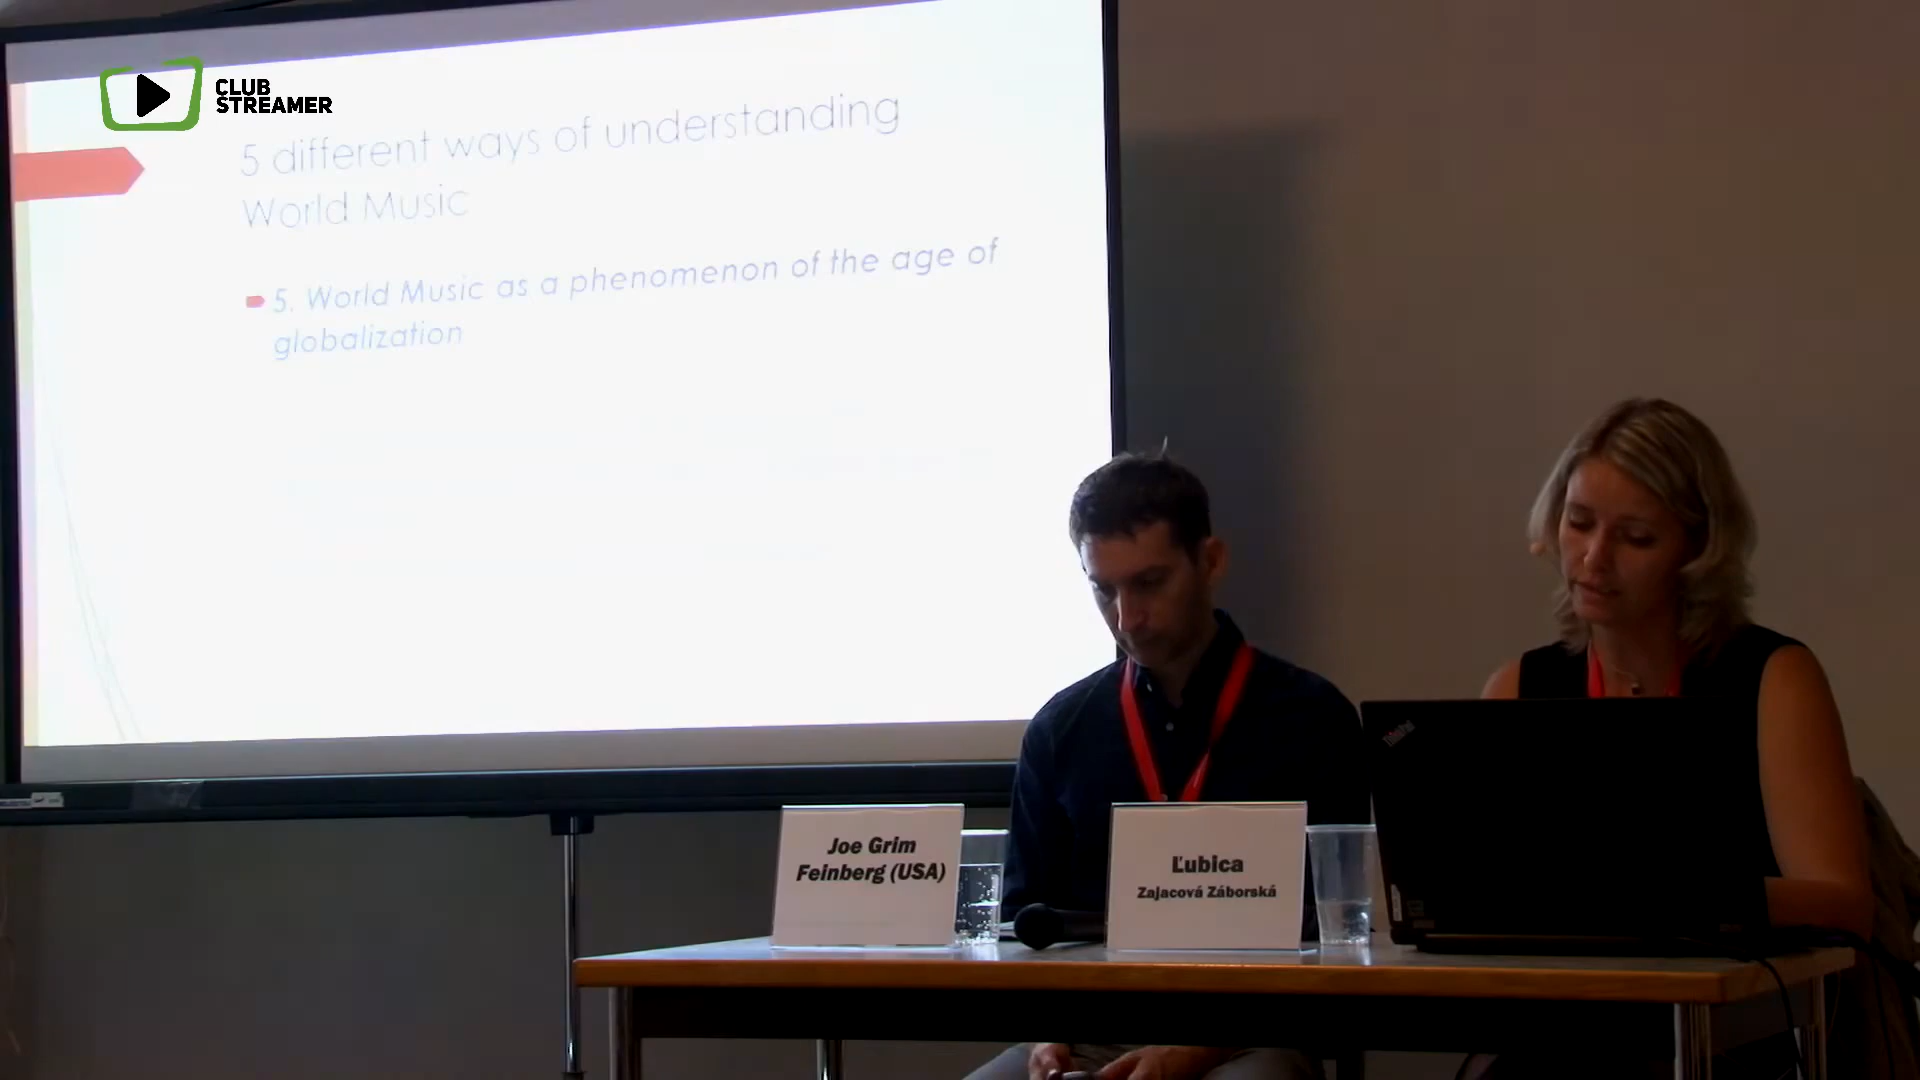 CLUB
STREAMER
5 different ways of understanding
World Music
5. World Music as a phenomenon of the age of
globalization
Joe Grim
Feinberg (USA)
Ľubica
Zajacová Záborská
ThinkPad